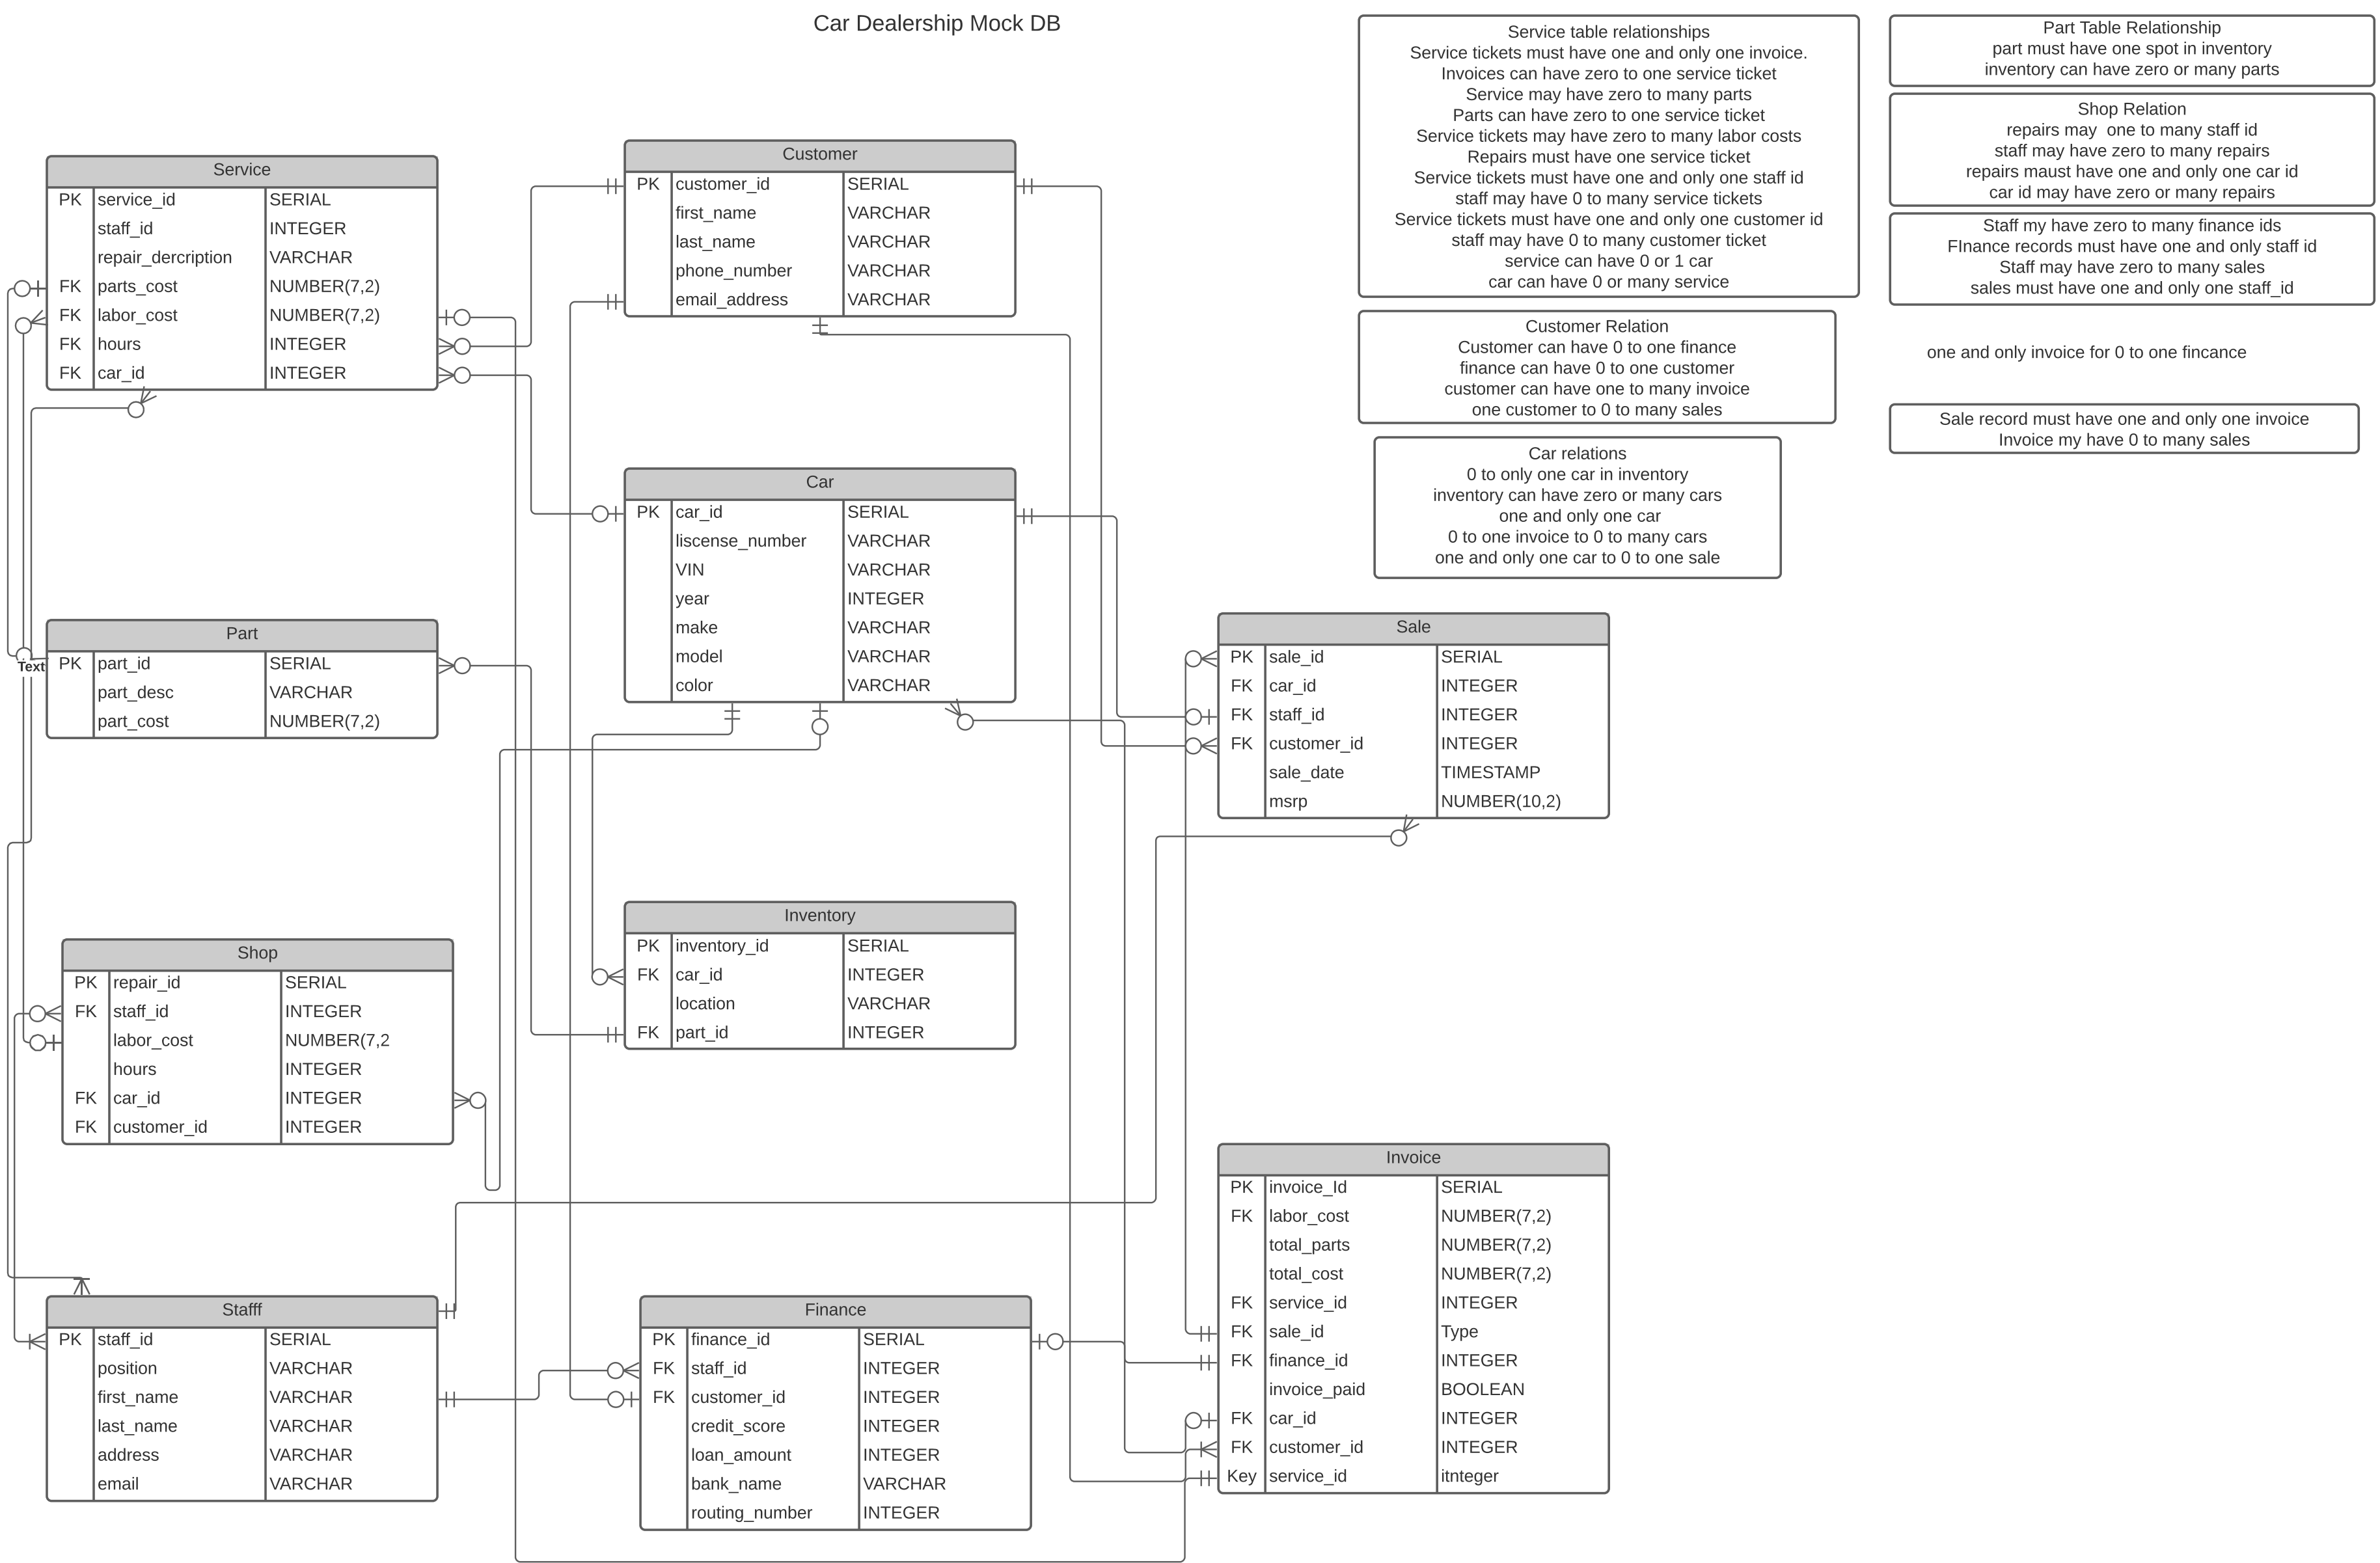 Car Dealership Mock DB
Service table relationships
Service tickets must have one and only one invoice.
Invoices can have zero to one service ticket
Service may have zero to many parts
Parts can have zero to one service ticket
Service tickets may have zero to many labor costs
Repairs must have one service ticket
Service tickets must have one and only one staff id
staff may have 0 to many service tickets
Service tickets must have one and only one customer id
staff may have 0 to many customer ticket
service can have 0 or 1 car
car can have 0 or many service
Part Table Relationship
part must have one spot in inventory
inventory can have zero or many parts
Shop Relation
repairs may  one to many staff id
staff may have zero to many repairs
repairs maust have one and only one car id
car id may have zero or many repairs
Staff my have zero to many finance ids
FInance records must have one and only staff id
Staff may have zero to many sales
sales must have one and only one staff_id
Customer Relation
Customer can have 0 to one finance
finance can have 0 to one customer
customer can have one to many invoice
one customer to 0 to many sales
one and only invoice for 0 to one fincance
Sale record must have one and only one invoice
Invoice my have 0 to many sales
Car relations
0 to only one car in inventory
inventory can have zero or many cars
one and only one car
0 to one invoice to 0 to many cars
one and only one car to 0 to one sale
Service
PK service_id SERIAL
staff_id INTEGER
repair_dercription VARCHAR
FK parts_cost NUMBER(7,2)
FK labor_cost NUMBER(7,2)
FK hours INTEGER
FK car_id INTEGER
Customer
PK customer_id SERIAL
first_name VARCHAR
last_name VARCHAR
phone_number VARCHAR
email_address VARCHAR
Car
PK car_id SERIAL
liscense_number VARCHAR
VIN VARCHAR
year INTEGER
make VARCHAR
model VARCHAR
color VARCHAR
Part
Text
PK part_id SERIAL
part_desc VARCHAR
part_cost NUMBER(7,2)
Sale
PK sale_id SERIAL
FK car_id INTEGER
FK staff_id INTEGER
FK customer_id INTEGER
sale_date TIMESTAMP
msrp NUMBER(10,2)
Inventory
PK inventory_id SERIAL
FK car_id INTEGER
location VARCHAR
FK part_id INTEGER
Shop
PK repair_id SERIAL
FK staff_id INTEGER
labor_cost NUMBER(7,2
hours INTEGER
FK car_id INTEGER
FK customer_id INTEGER
Invoice
PK invoice_Id SERIAL
FK labor_cost NUMBER(7,2)
total_parts NUMBER(7,2)
total_cost NUMBER(7,2)
FK service_id INTEGER
FK sale_id Type
FK finance_id INTEGER
invoice_paid BOOLEAN
FK car_id INTEGER
FK customer_id INTEGER
Key service_id itnteger
Stafff
PK staff_id SERIAL
position VARCHAR
first_name VARCHAR
last_name VARCHAR
address VARCHAR
email VARCHAR
Finance
PK finance_id SERIAL
FK staff_id INTEGER
FK customer_id INTEGER
credit_score INTEGER
loan_amount INTEGER
bank_name VARCHAR
routing_number INTEGER